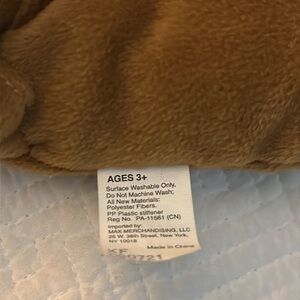 AGES 3+
Surface Washable Only.
Do Not Machine Wash.
All New Materials:
Polyester Fibers.
PP Plastic stiffener
Reg No. PA-11561 (CN)
Imported by:
MAX MERCHANDISING, LLC
25 W. 36th Street, New York,
NY 10018
Made in China